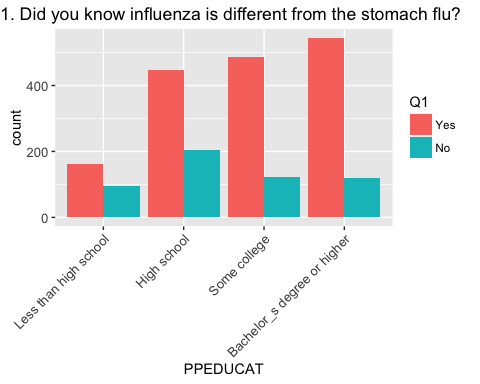 1. Did you know influenza is different from the stomach flu?
count
400
200
0
Less than high school
High school
Some college
Bachelor_s degree or higher
PPEDUCAT
Q1
Yes
No